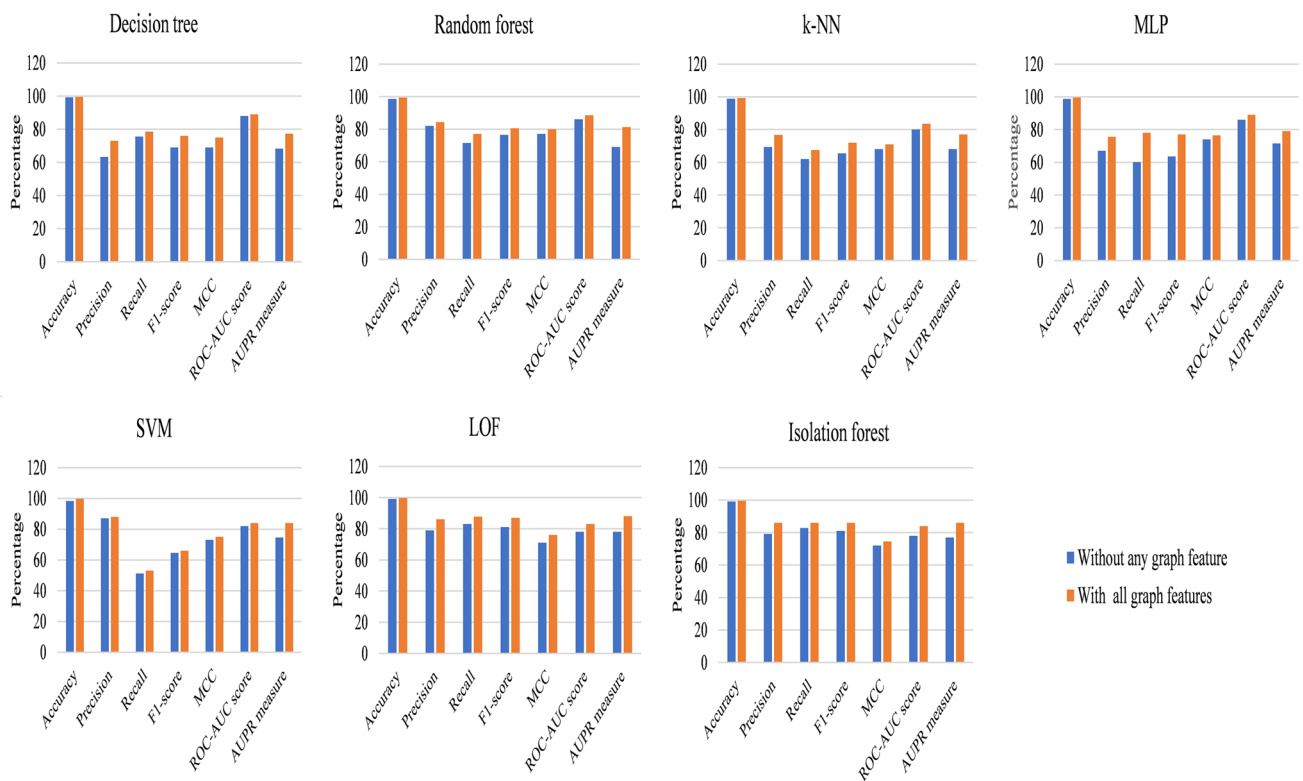 Decision tree
Percentage
120
100
80
60
40
20
0
Accuracy
Precision
Recall
F1-score
MCC
ROC-AUC score
AUPR measure
Random forest
Percentage
120
100
80
60
40
20
0
Accuracy
Precision
Recall
F1-score
MCC
ROC-AUC score
AUPR measure
k-NN
Percentage
120
100
80
60
40
20
0
Accuracy
Precision
Recall
F1-score
MCC
ROC-AUC score
AUPR measure
MLP
Percentage
120
100
80
60
40
20
0
Accuracy
Precision
Recall
F1-score
MCC
ROC-AUC score
AUPR measure
SVM
Percentage
120
100
80
60
40
20
0
Accuracy
Precision
Recall
F1-score
MCC
ROC-AUC score
AUPR measure
LOF
Percentage
120
100
80
60
40
20
0
Accuracy
Precision
Recall
F1-score
MCC
ROC-AUC score
AUPR measure
Isolation forest
Percentage
120
100
80
60
40
20
0
Accuracy
Precision
Recall
F1-score
MCC
ROC-AUC score
AUPR measure
Without any graph feature
With all graph features